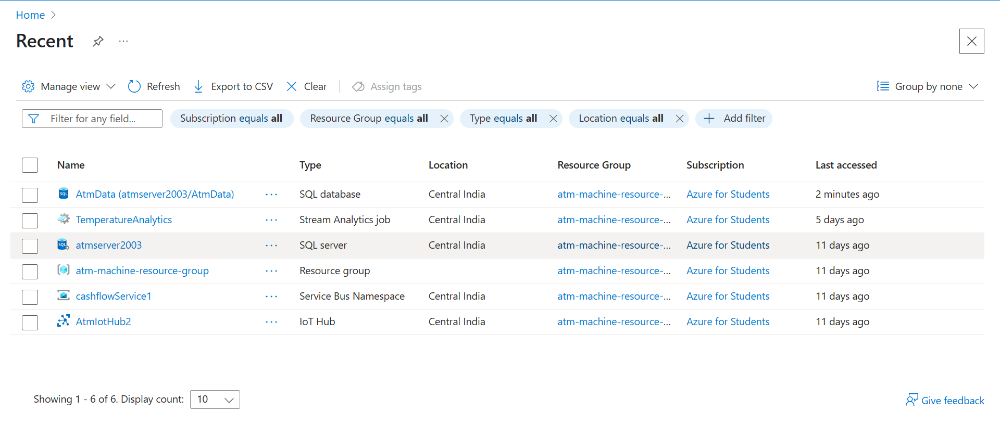 Home
Recent
Manage view Refresh Export to CSV Clear Assign tags Group by none
Filter for any field... Subscription equals all Resource Group equals all Type equals all Location equals all Add filter
Name Type Location Resource Group Subscription Last accessed
AtmData (atmserver2003/AtmData) ... SQL database Central India atm-machine-resource-... Azure for Students 2 minutes ago
TemperatureAnalytics ... Stream Analytics job Central India atm-machine-resource-... Azure for Students 5 days ago
atmserver2003 ... SQL server Central India atm-machine-resource-... Azure for Students 11 days ago
atm-machine-resource-group ... Resource group atm-machine-resource-... Azure for Students 11 days ago
cashflowService1 ... Service Bus Namespace Central India atm-machine-resource-... Azure for Students 11 days ago
AtmIotHub2 ... IoT Hub Central India atm-machine-resource-... Azure for Students 11 days ago
Showing 1 - 6 of 6. Display count: 10 Give feedback